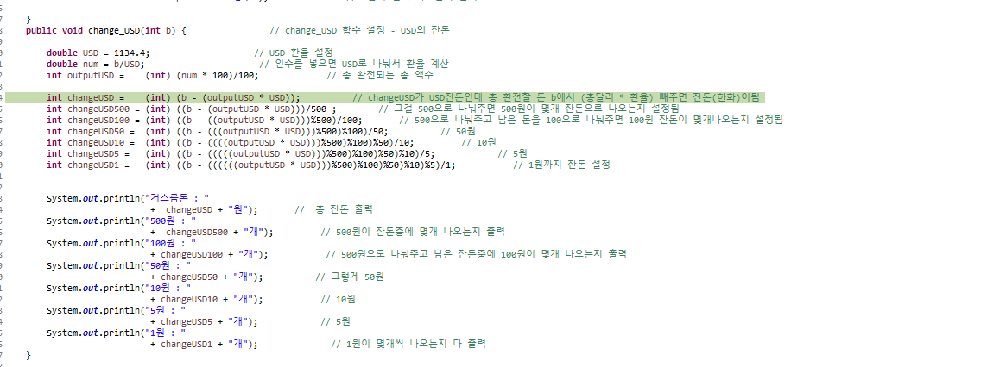 }
public void change_USD(int b) { // change_USD 함수 설정 - USD의 잔돈
double USD = 1134.4; // USD 환율 설정
double num = b/USD; // 인수를 넣으면 USD로 나눠서 환율 계산
int outputUSD = (int) (num * 100)/100; // 총 환전되는 총 액수
int changeUSD = (int) (b - (outputUSD * USD)); // changeUSD가 USD잔돈인데 총 환전할 돈 b에서 (총달러 * 환율) 빼주면 잔돈(한화)이됨
int changeUSD500 = (int) ((b - (outputUSD * USD)))/500 ; // 그걸 500으로 나눠주면 500원이 몇개 잔돈으로 나오는지 설정됨
int changeUSD100 = (int) ((b - ((outputUSD * USD)))%500)/100; // 500으로 나눠주고 남은 돈을 100으로 나눠주면 100원 잔돈이 몇개나오는지 설정됨
int changeUSD50 = (int) ((b - (((outputUSD * USD)))%500)%100)/50; // 50원
int changeUSD10 = (int) ((b - ((((outputUSD * USD)))%500)%100)%50)/10; // 10원
int changeUSD5 = (int) ((b - (((((outputUSD * USD)))%500)%100)%50)%10)/5; // 5원
int changeUSD1 = (int) ((b - ((((((outputUSD * USD)))%500)%100)%50)%10)%5)/1; // 1원까지 잔돈 설정
System.out.println("거스름돈 : "
+ changeUSD + "원"); // 총 잔돈 출력
System.out.println("500원 : "
+ changeUSD500 + "개"); // 500원이 잔돈중에 몇개 나오는지 출력
System.out.println("100원 : "
+ changeUSD100 + "개"); // 500원으로 나눠주고 남은 잔돈중에 100원이 몇개 나오는지 출력
System.out.println("50원 : "
+ changeUSD50 + "개"); // 그렇게 50원
System.out.println("10원 : "
+ changeUSD10 + "개"); // 10원
System.out.println("5원 : "
+ changeUSD5 + "개"); // 5원
System.out.println("1원 : "
+ changeUSD1 + "개"); // 1원이 몇개씩 나오는지 다 출력
}